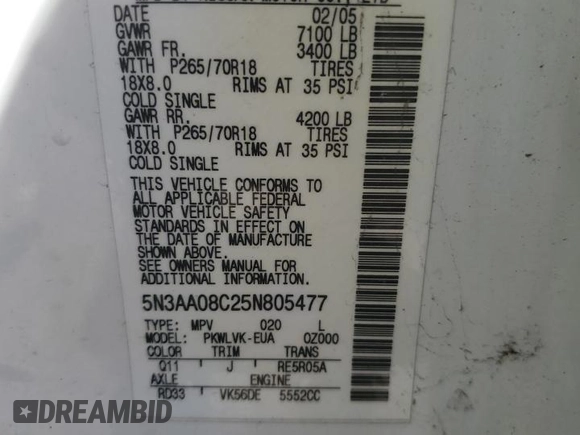 DATE 02/05
GVWR 7100 LB
GAWR FR. 3400 LB
WITH P265/70R18 TIRES
18X8.0 RIMS AT 35 PSI
COLD SINGLE
GAWR RR. 4200 LB
WITH P265/70R18 TIRES
18X8.0 RIMS AT 35 PSI
COLD SINGLE
THIS VEHICLE CONFORMS TO
ALL APPLICABLE FEDERAL
MOTOR VEHICLE SAFETY
STANDARDS IN EFFECT ON
THE DATE OF MANUFACTURE
SHOWN ABOVE.
SEE OWNERS MANUAL FOR
ADDITIONAL INFORMATION.
5N3AA08C25N805477
TYPE: MPV 020 L
MODEL: PKWLVK-EUA 0Z000
COLOR TRIM TRANS
Q11 J RE5R05A
AXLE ENGINE
RD33 VK56DE 5552CC
DREAMBID